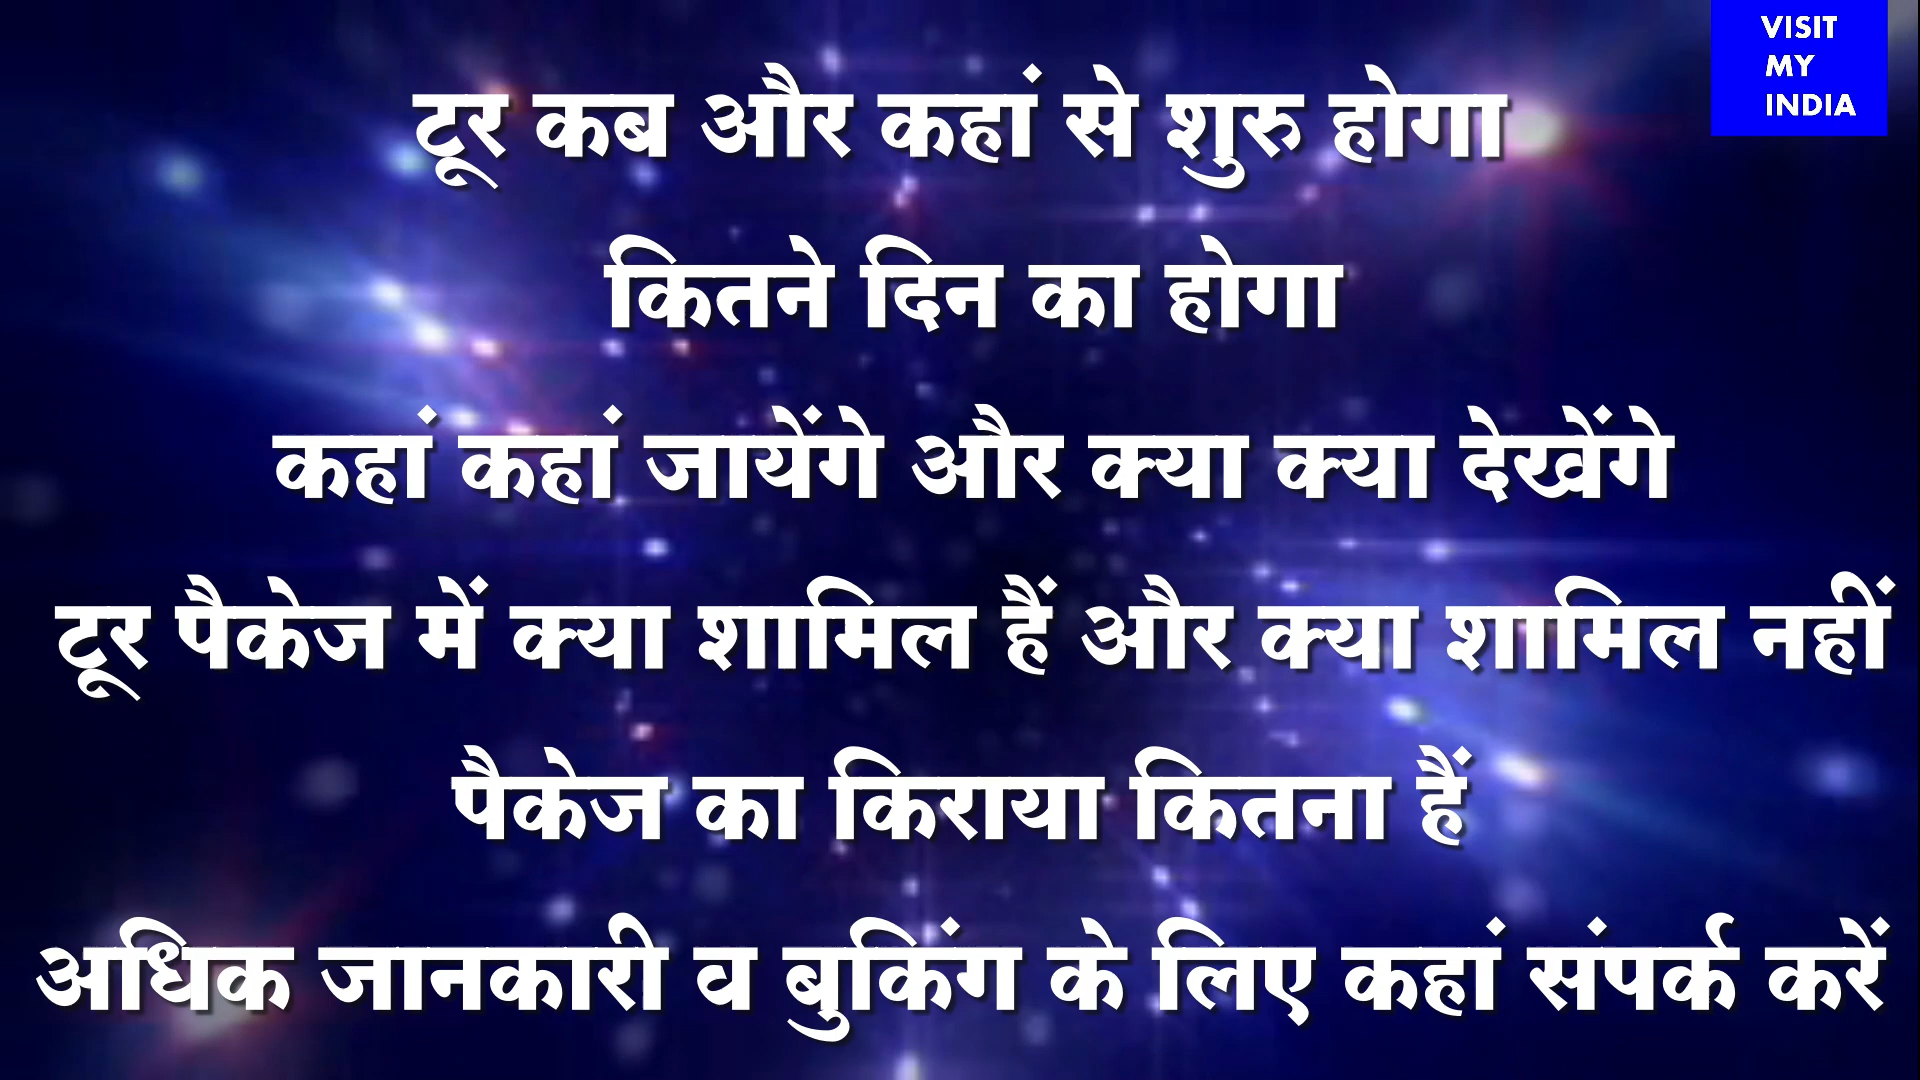 VISIT
MY
INDIA
टूर कब और कहां से शुरु होगा
कितने दिन का होगा
कहां कहां जायेंगे और क्या क्या देखेंगे
टूर पैकेज में क्या शामिल हैं और क्या शामिल नहीं
पैकेज का किराया कितना हैं
अधिक जानकारी व बुकिंग के लिए कहां संपर्क करें